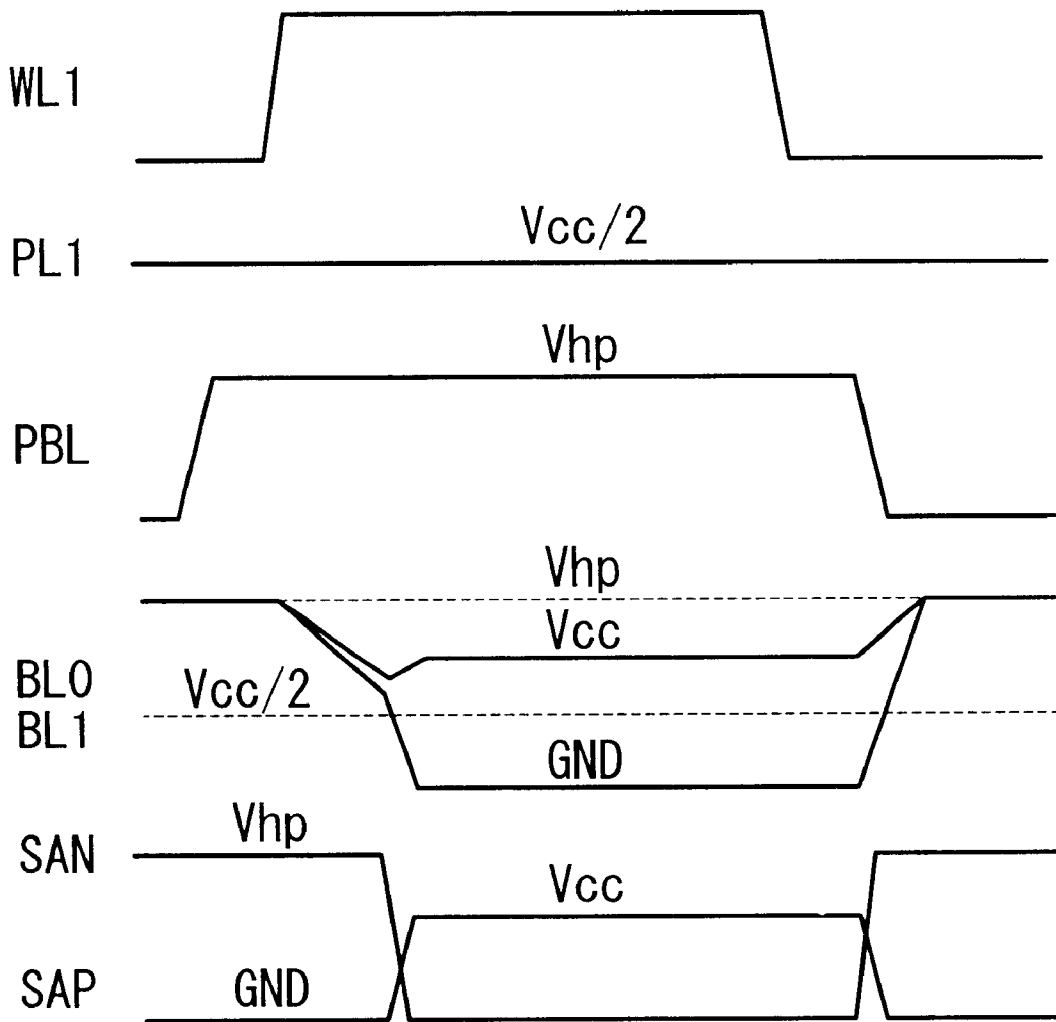 WL1
Vcc/2
PL1
Vhp
PBL
Vhp
Vcc
BL0
Vcc/2
BL1
GND
Vhp
SAN
Vcc
SAP
GND